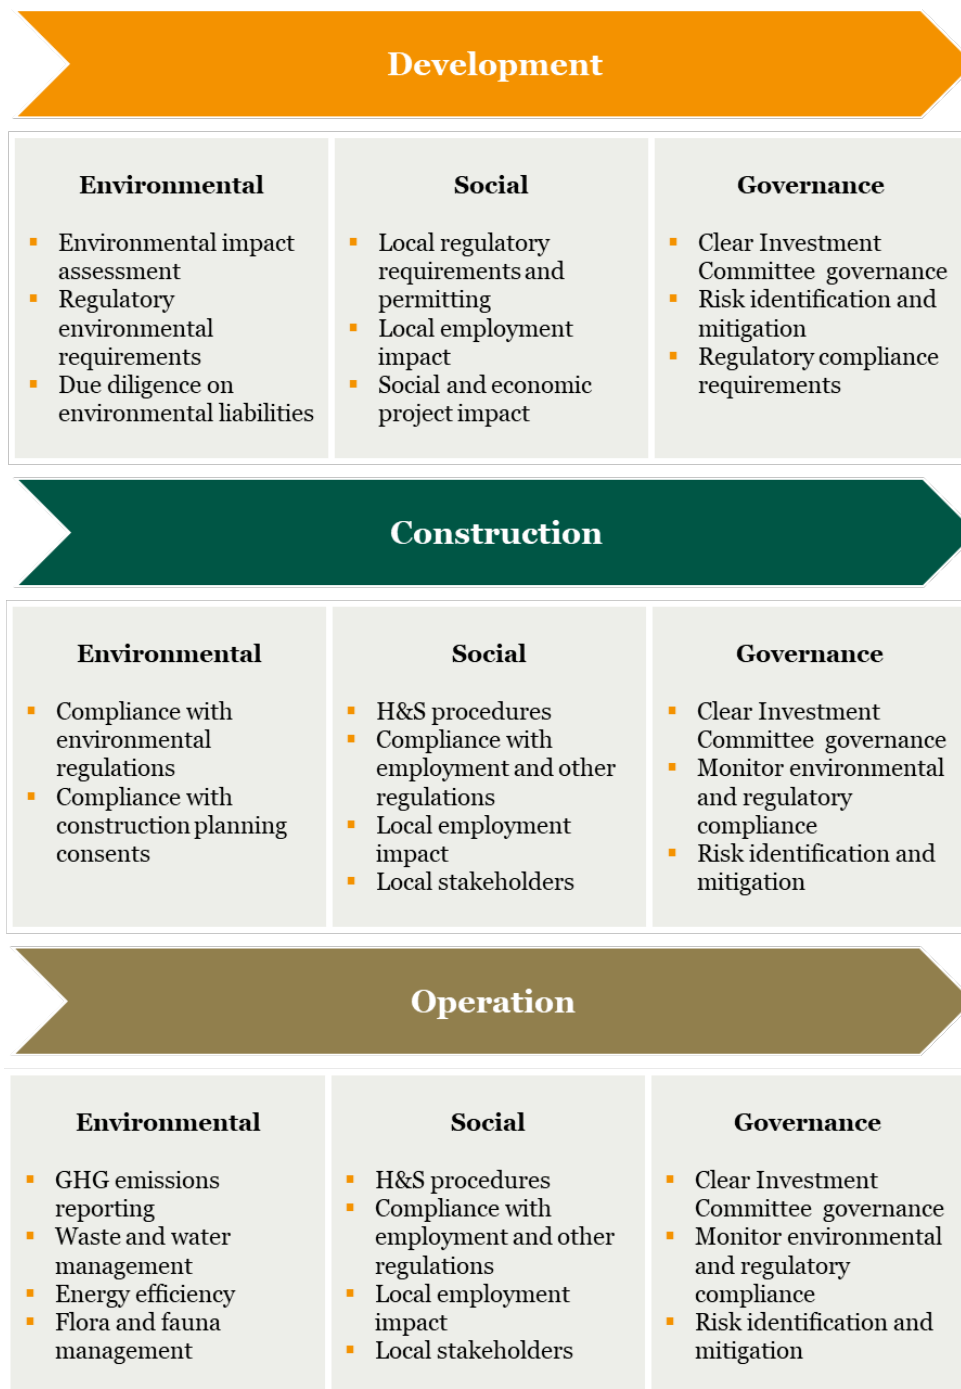 Development
Environmental
Environmental impact
assessment
Regulatory
environmental
requirements
Due diligence on
environmental liabilities
Social
Local regulatory
requirements and
permitting
Local employment
impact
Social and economic
project impact
Governance
Clear Investment
Committee governance
Risk identification and
mitigation
Regulatory compliance
requirements
Construction
Environmental
Compliance with
environmental
regulations
Compliance with
construction planning
consents
Social
H&S procedures
Compliance with
employment and other
regulations
Local employment
impact
Local stakeholders
Governance
Clear Investment
Committee governance
Monitor environmental
and regulatory
compliance
Risk identification and
mitigation
Operation
Environmental
GHG emissions
reporting
Waste and water
management
Energy efficiency
Flora and fauna
management
Social
H&S procedures
Compliance with
employment and other
regulations
Local employment
impact
Local stakeholders
Governance
Clear Investment
Committee governance
Monitor environmental
and regulatory
compliance
Risk identification and
mitigation